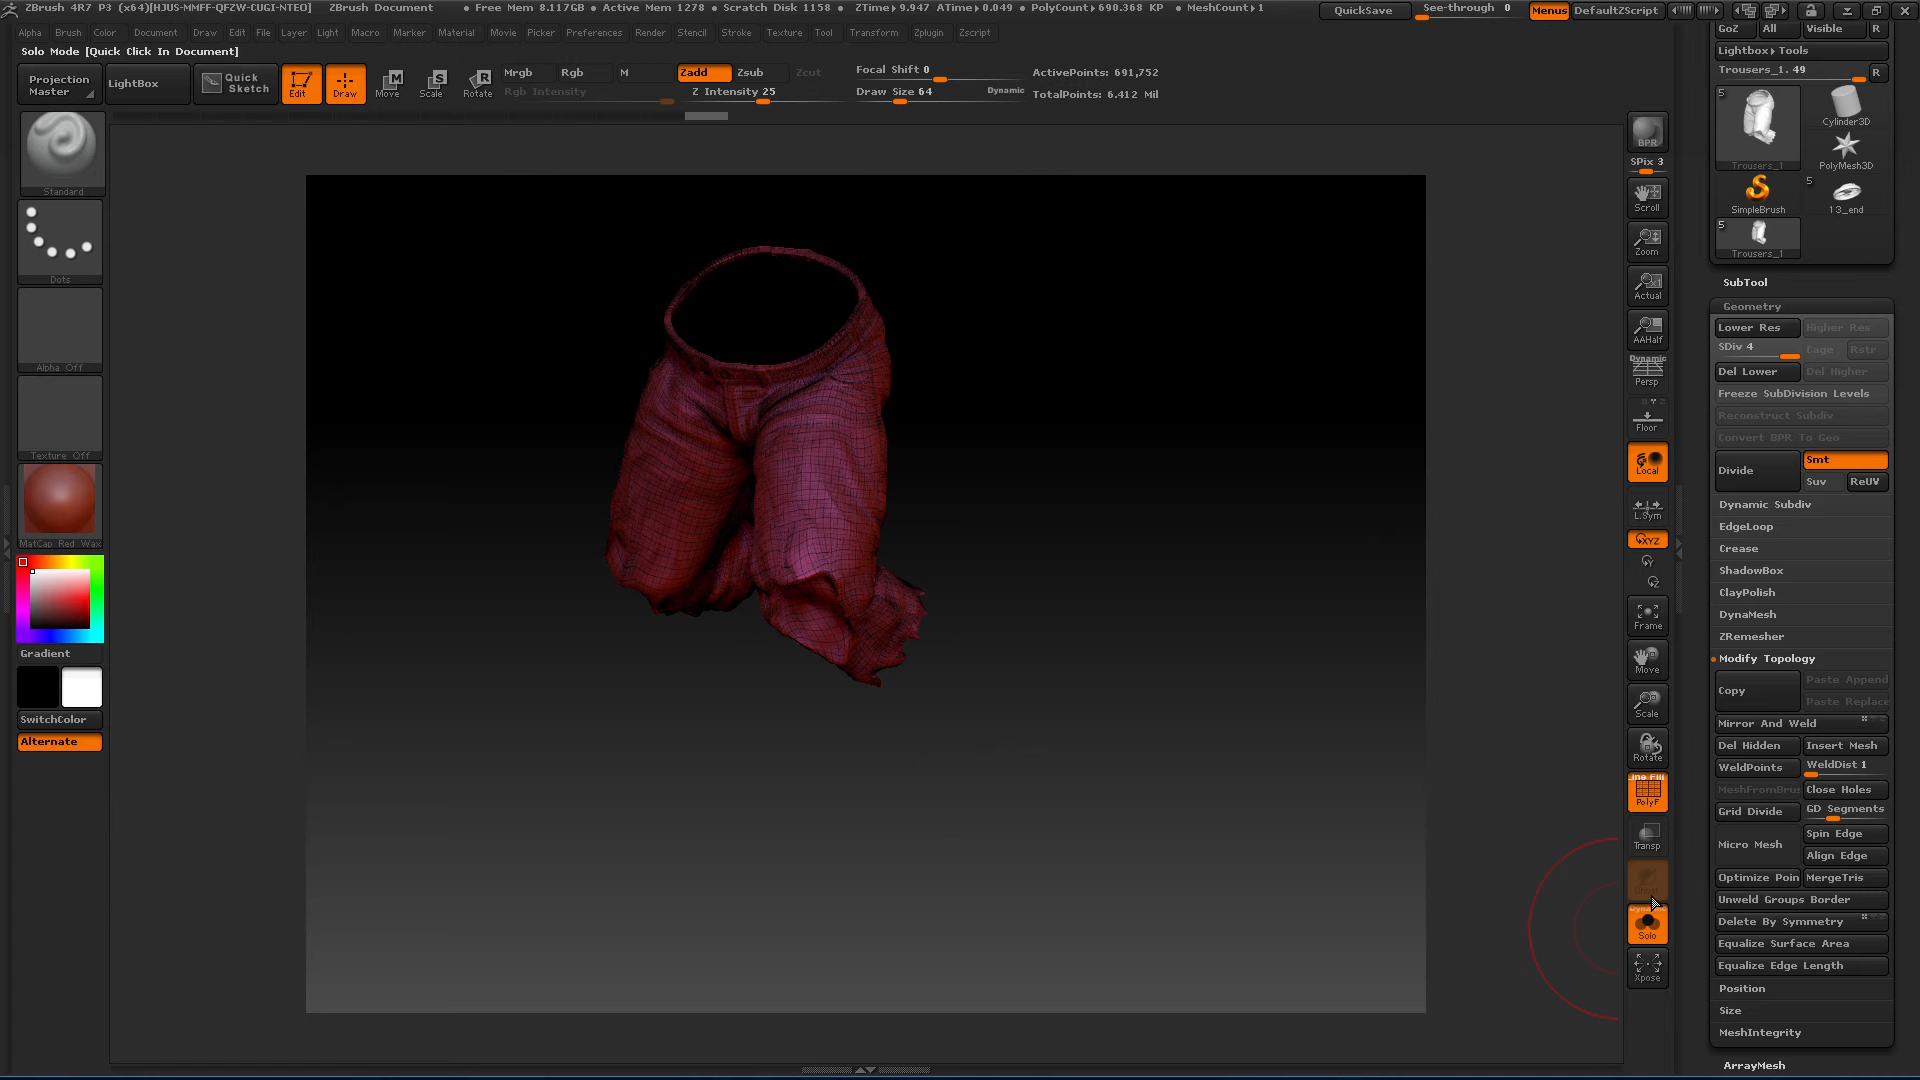 ZBrush 4R7 P3 (x64)[HJUS-MMFF-QFZW-CUGI-NTEO] ZBrush Document • Free Mem 8.117GB • Active Mem 1278 • Scratch Disk 1158 • ZTime▸9.947 ATime▸0.049 • PolyCount▸690.368 KP • MeshCount▸1 QuickSave See-through 0 Menus DefaultZScript
Alpha Brush Color Document Draw Edit File Layer Light Macro Marker Material Movie Picker Preferences Render Stencil Stroke Texture Tool Transform Zplugin Zscript
Solo Mode [Quick Click In Document]
Projection Master
LightBox
Quick Sketch
Edit
Draw
Move
Scale
Rotate
Mrgb Rgb M Zadd Zsub Zcut
Rgb Intensity Z Intensity 25
Focal Shift 0
Draw Size 64 Dynamic
ActivePoints: 691,752
TotalPoints: 6.412 Mil
Standard
Dots
Alpha Off
Texture Off
MatCap Red Wax
Gradient
SwitchColor
Alternate
BPR
SPix 3
Scroll
Zoom
Actual
AAHalf
Dynamic
Persp
Floor
Local
L.Sym
XYZ
Y
Z
Frame
Move
Scale
Rotate
PolyF
Transp
Solo
Xpose
GoZ All Visible R
Lightbox▸Tools
Trousers_1. 49 R
5
Trousers_1
Cylinder3D
PolyMesh3D
SimpleBrush
5
13_end
5
Trousers_1
SubTool
Geometry
Lower Res Higher Res
SDiv 4 Cage Rstr
Del Lower Del Higher
Freeze SubDivision Levels
Reconstruct Subdiv
Convert BPR To Geo
Divide Smt
Suv ReUV
Dynamic Subdiv
EdgeLoop
Crease
ShadowBox
ClayPolish
DynaMesh
ZRemesher
Modify Topology
Copy Paste Append
Paste Replace
Mirror And Weld
Del Hidden Insert Mesh
WeldPoints WeldDist 1
MeshFromBrus Close Holes
Grid Divide GD Segments
Micro Mesh Spin Edge
Align Edge
Optimize Poin MergeTris
Unweld Groups Border
Delete By Symmetry
Equalize Surface Area
Equalize Edge Length
Position
Size
MeshIntegrity
ArrayMesh